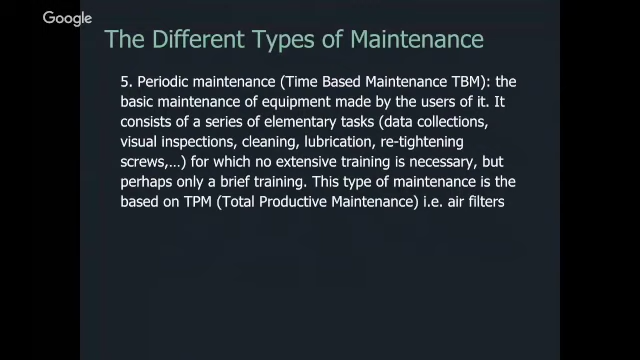 Google
The Different Types of Maintenance
5. Periodic maintenance (Time Based Maintenance TBM): the
basic maintenance of equipment made by the users of it. It
consists of a series of elementary tasks (data collections,
visual inspections, cleaning, lubrication, re-tightening
screws,...) for which no extensive training is necessary, but
perhaps only a brief training. This type of maintenance is the
based on TPM (Total Productive Maintenance) i.e. air filters